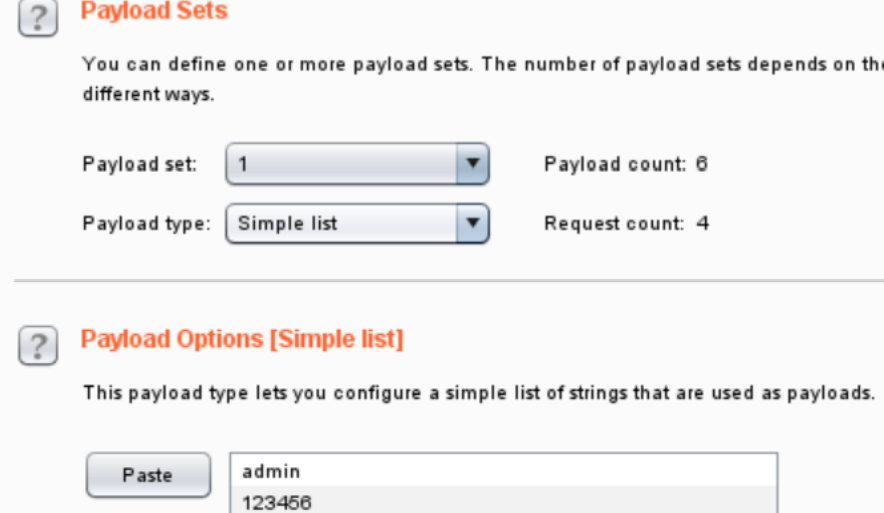 Payload Sets
You can define one or more payload sets. The number of payload sets depends on the
different ways.
Payload set: 1 Payload count: 6
Payload type: Simple list Request count: 4
Payload Options [Simple list]
This payload type lets you configure a simple list of strings that are used as payloads.
Paste admin
123456